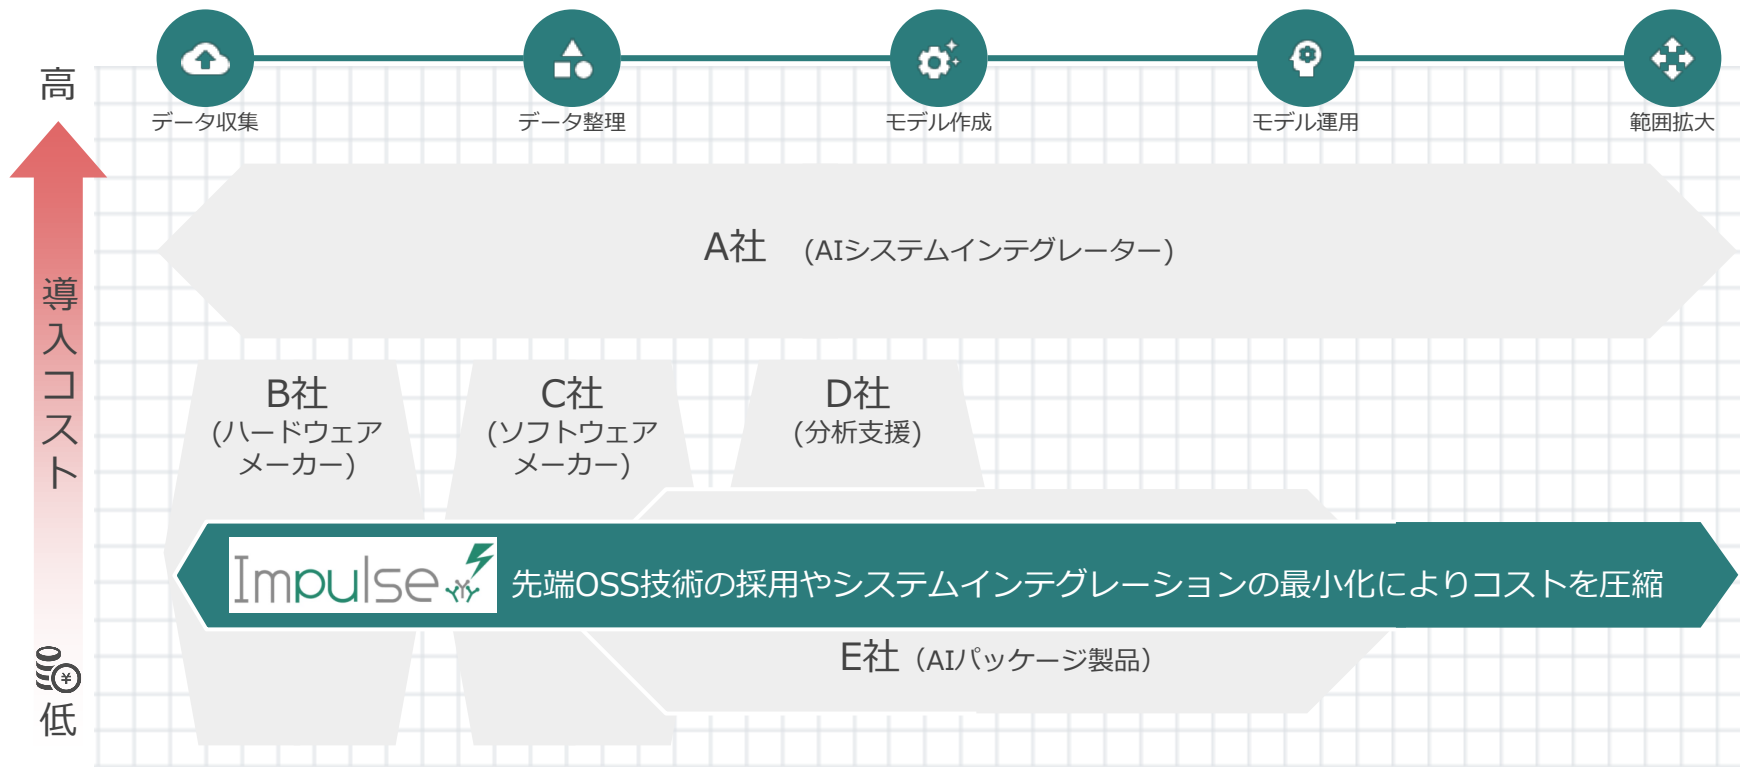 データ収集
データ整理
モデル作成
モデル運用
範囲拡大
高
導入コスト
¥
低
A社 (AIシステムインテグレーター)
B社
(ハードウェア
メーカー)
C社
(ソフトウェア
メーカー)
D社
(分析支援)
Impulse
先端OSS技術の採用やシステムインテグレーションの最小化によりコストを圧縮
E社（AIパッケージ製品）